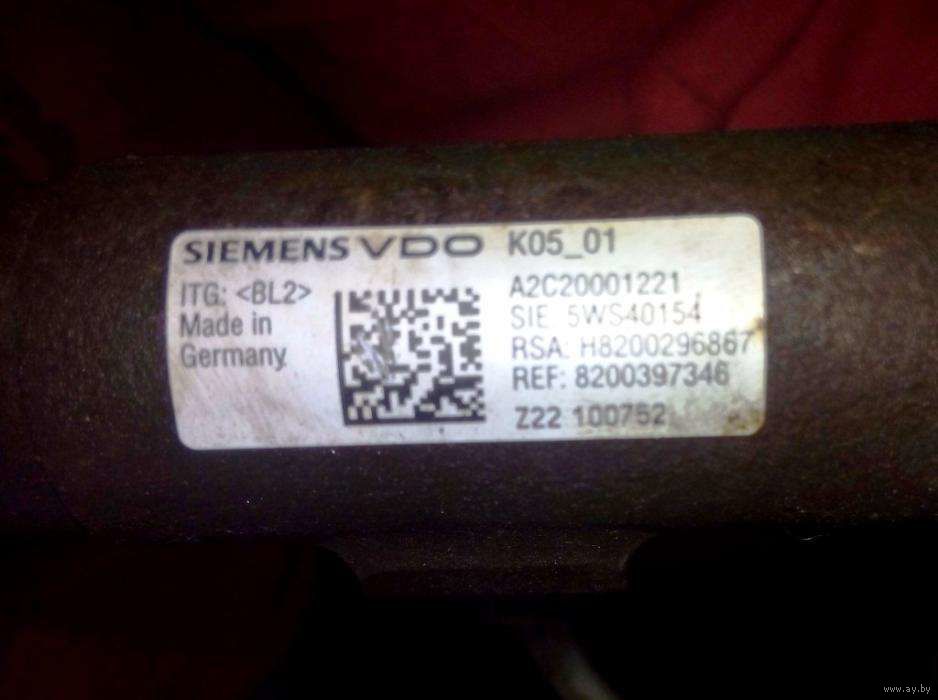 SIEMENS VDO K05_01
ITG: <BL2>
Made in
Germany
A2C20001221
SIE: 5WS40154
RSA: H8200296867
REF: 8200397346
Z22 100752
www.ay.by